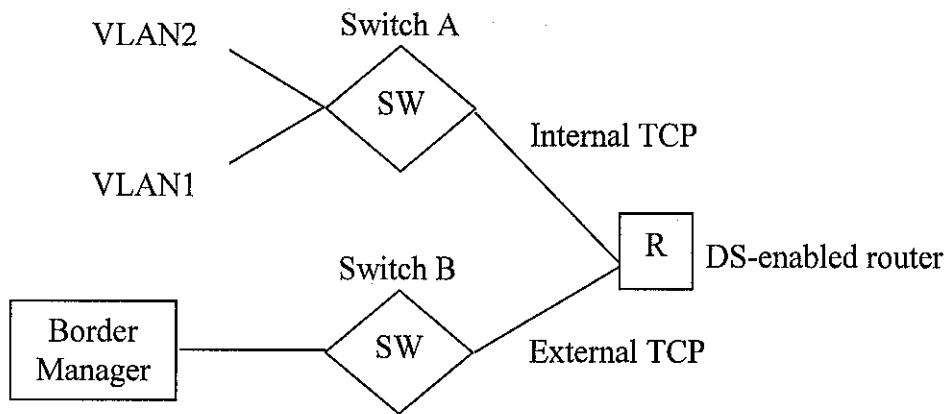 VLAN2
Switch A
SW
Internal TCP
VLAN1
R
DS-enabled router
Switch B
Border
Manager
SW
External TCP